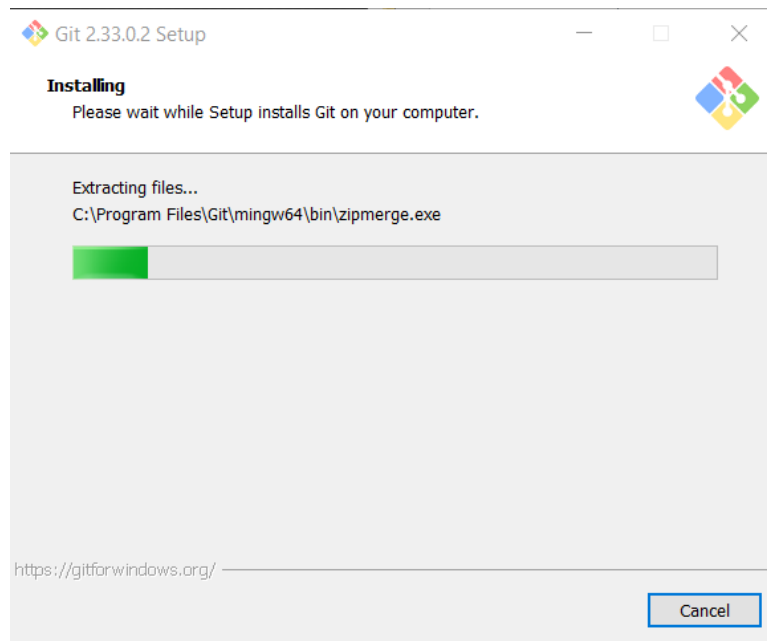 Git 2.33.0.2 Setup
Installing
Please wait while Setup installs Git on your computer.
Extracting files...
C:\Program Files\Git\mingw64\bin\zipmerge.exe
https://gitforwindows.org/
Cancel